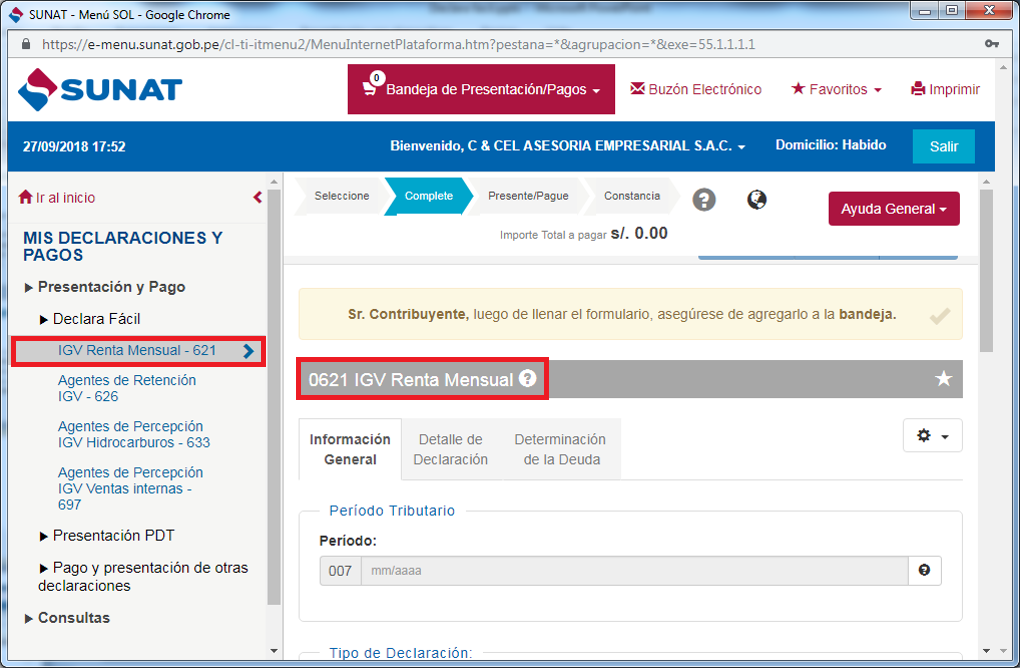 SUNAT - Menú SOL - Google Chrome
https://e-menu.sunat.gob.pe/cl-ti-itmenu2/MenuInternetPlataforma.htm?pestana=*&agrupacion=*&exe=55.1.1.1.1
SUNAT
0
Bandeja de Presentación/Pagos
Buzón Electrónico
Favoritos
Imprimir
27/09/2018 17:52
Bienvenido, C & CEL ASESORIA EMPRESARIAL S.A.C.
Domicilio: Habido
Salir
Ir al inicio
MIS DECLARACIONES Y
PAGOS
Presentación y Pago
Declara Fácil
IGV Renta Mensual - 621
Agentes de Retención
IGV - 626
Agentes de Percepción
IGV Hidrocarburos - 633
Agentes de Percepción
IGV Ventas internas -
697
Presentación PDT
Pago y presentación de otras
declaraciones
Consultas
Seleccione
Complete
Presente/Pague
Constancia
?
Ayuda General
Importe Total a pagar s/. 0.00
Sr. Contribuyente, luego de llenar el formulario, asegúrese de agregarlo a la bandeja.
0621 IGV Renta Mensual ?
Información
General
Detalle de
Declaración
Determinación
de la Deuda
Período Tributario
Periodo:
007
mm/aaaa
?
Tipo de Declaración: